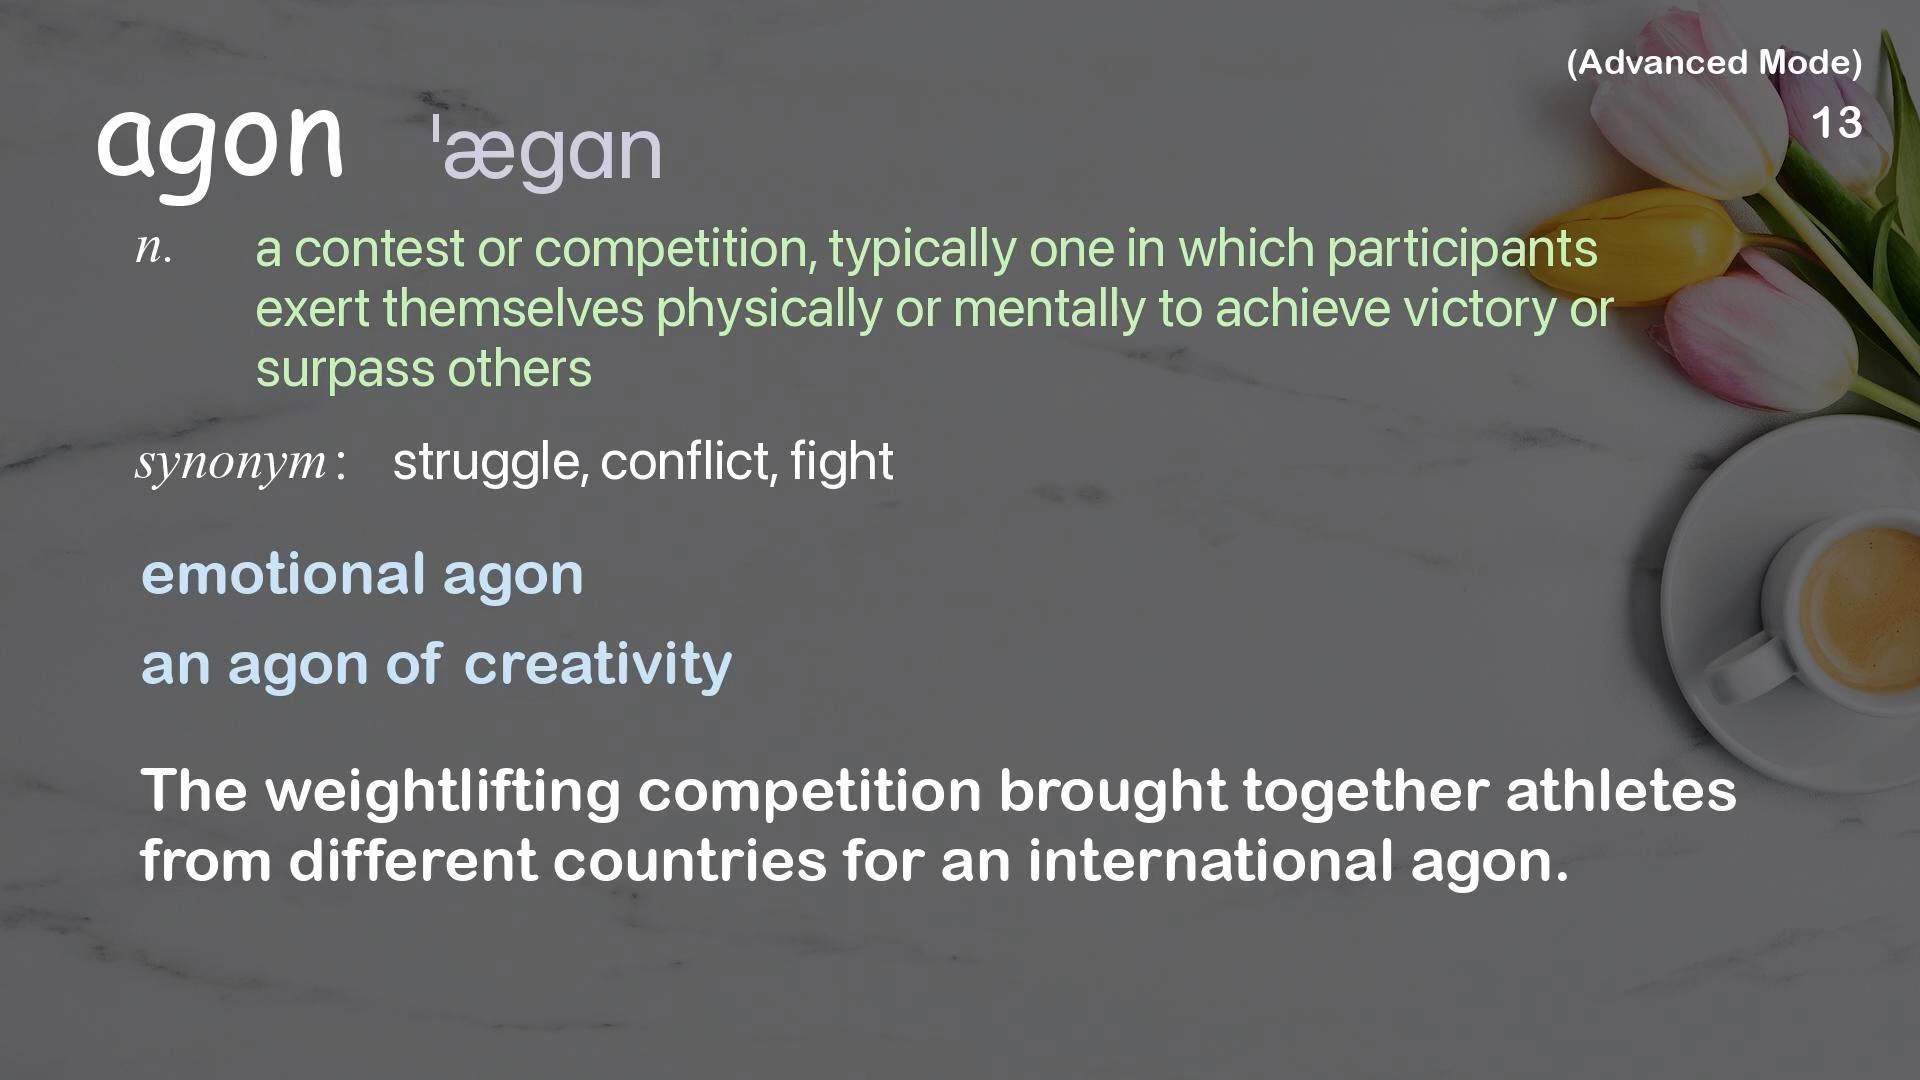 (Advanced Mode)
13
agon ˈægɑn
n. a contest or competition, typically one in which participants
exert themselves physically or mentally to achieve victory or
surpass others
synonym: struggle, conflict, fight
emotional agon
an agon of creativity
The weightlifting competition brought together athletes
from different countries for an international agon.